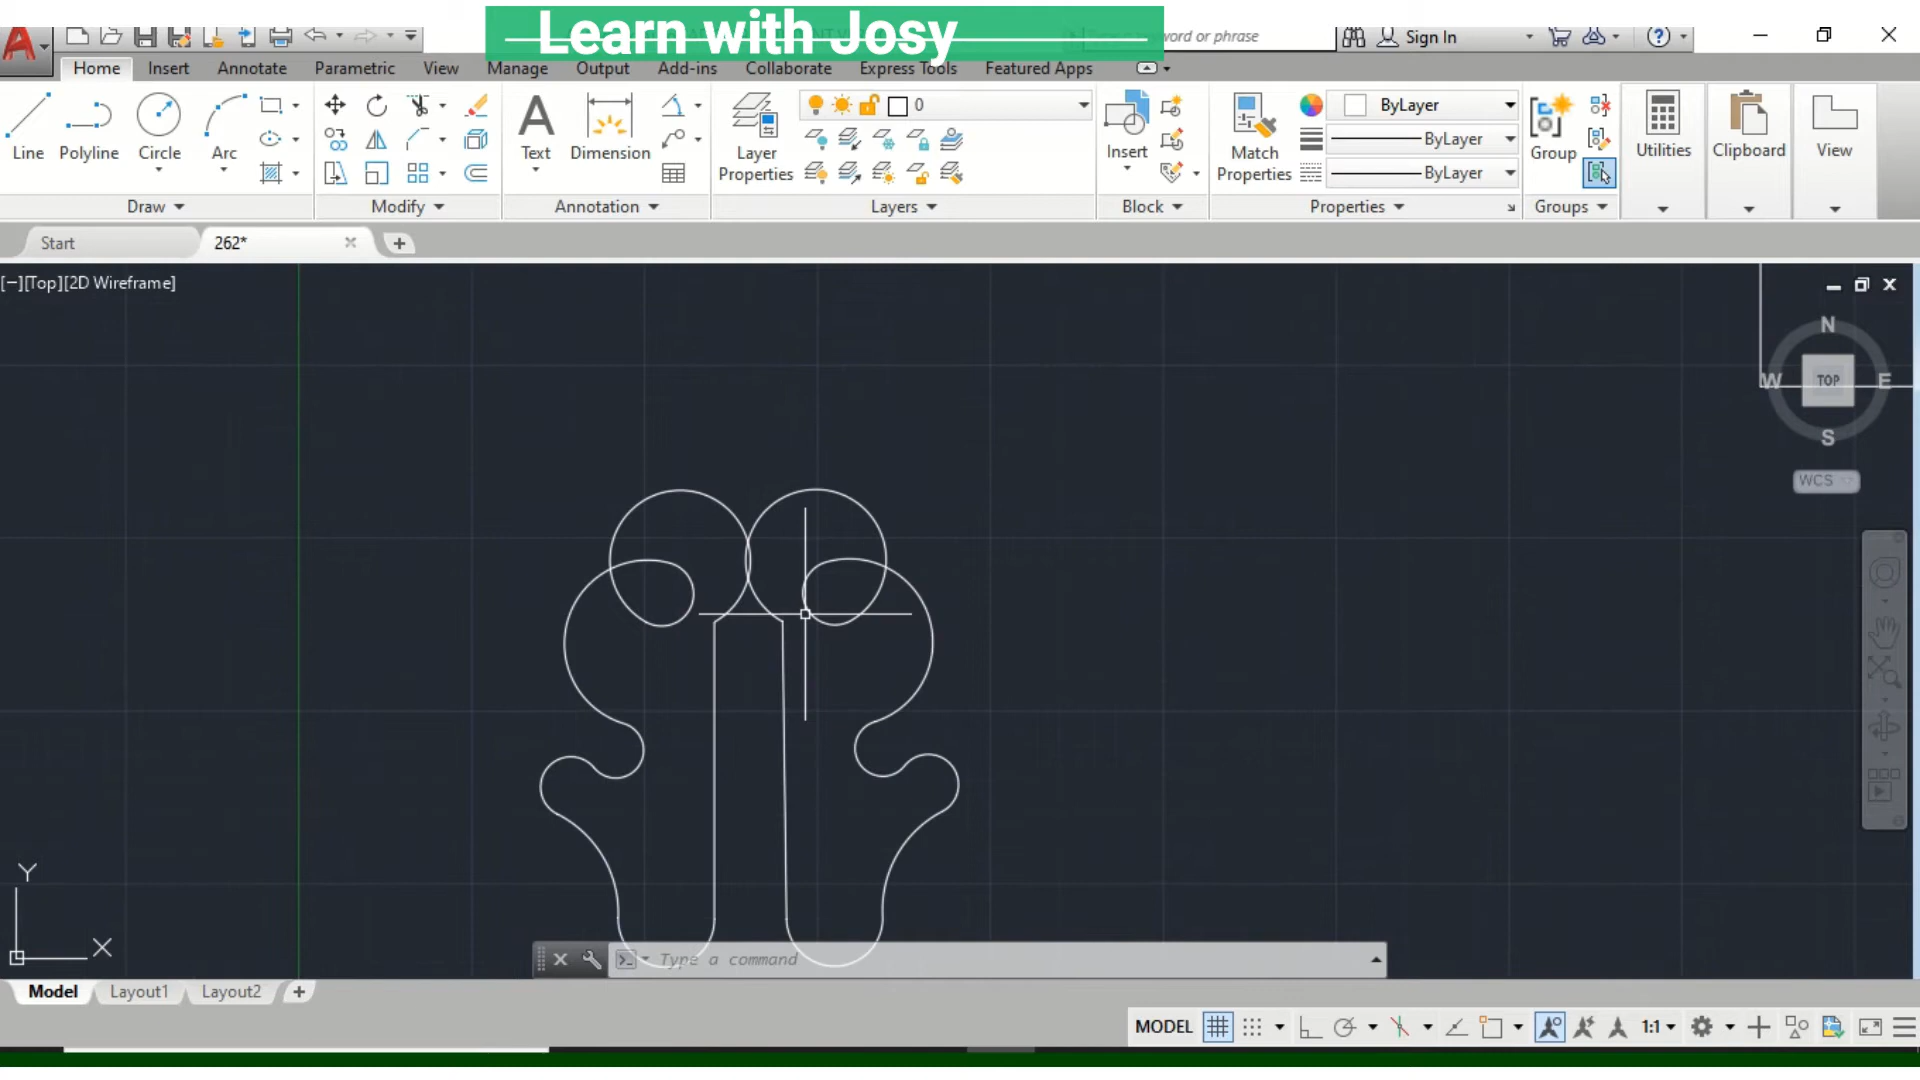 Learn with Josy
word or phrase
Sign In
Home Insert Annotate Parametric View Manage Output Add-ins Collaborate Express Tools Featured Apps
0 ByLayer
Line Polyline Circle Arc Text Dimension Layer Properties Insert Match Properties ByLayer Group Utilities Clipboard View
ByLayer
Draw Modify Annotation Layers Block Properties Groups
Start 262*
[−][Top][2D Wireframe]
N
W TOP E
S
WCS
Y
X
Type a command
Model Layout1 Layout2
MODEL 1:1